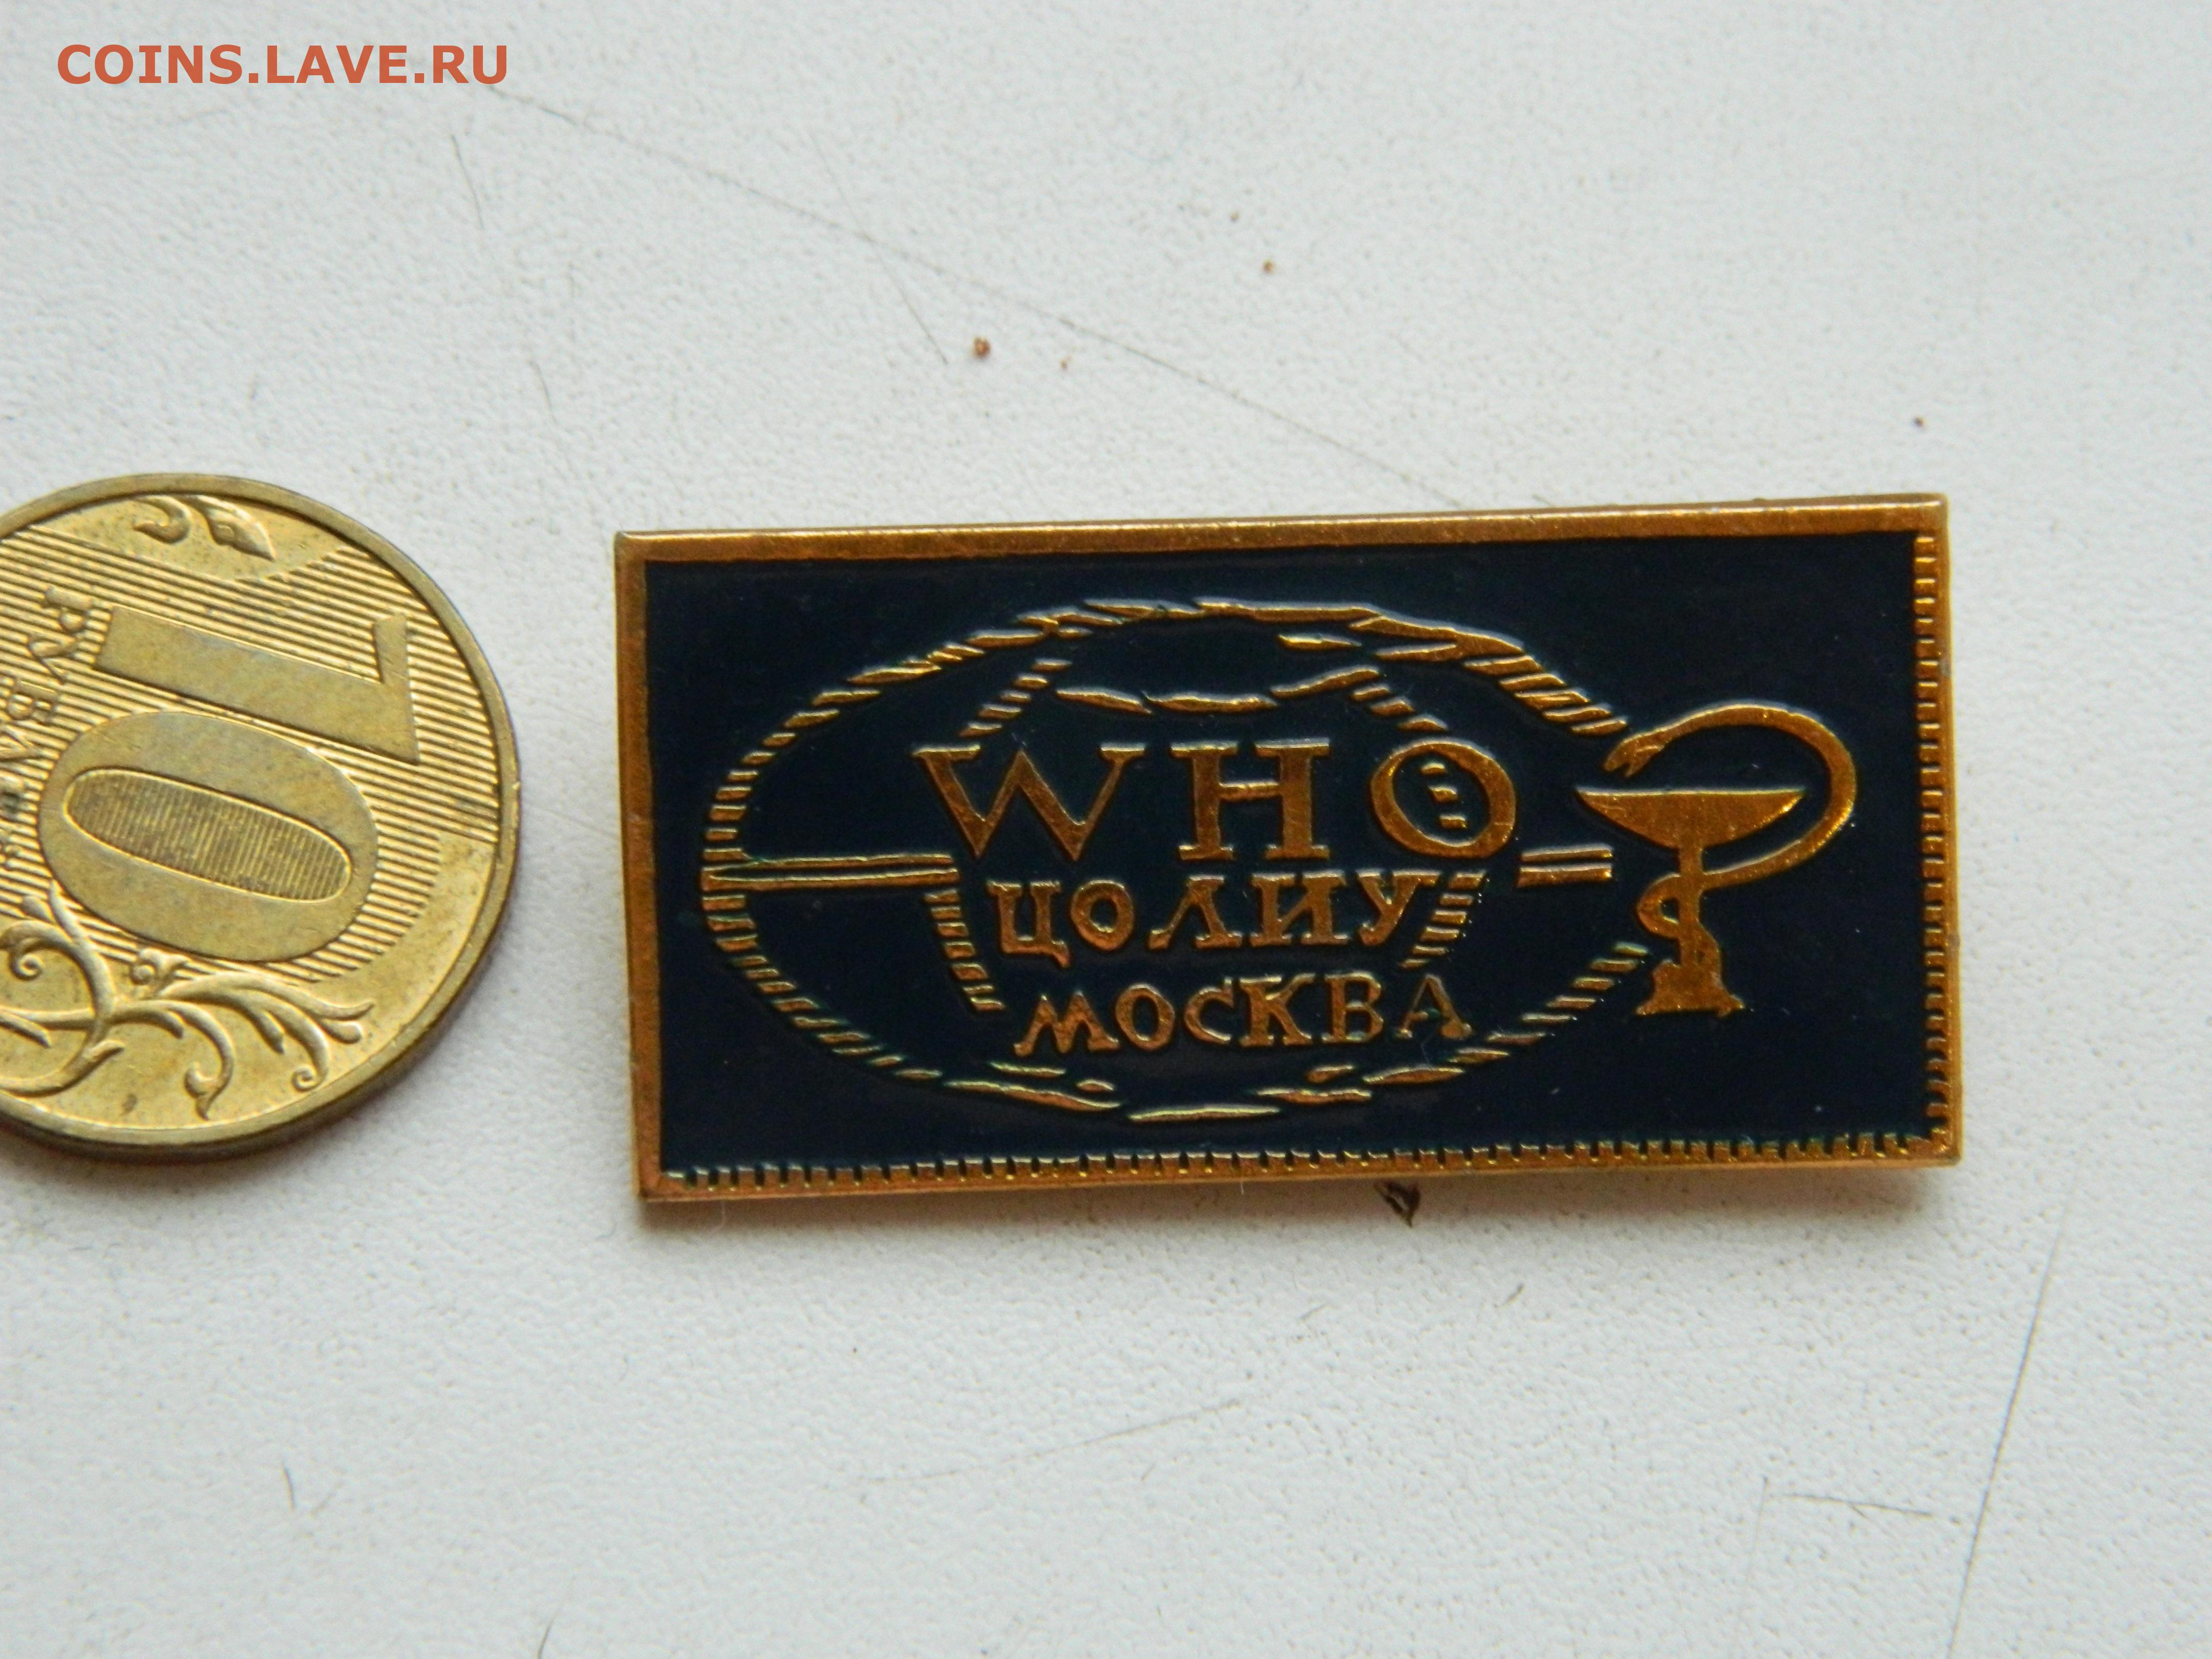 COINS.LAVE.RU
10
РУБЛЕЙ
WHO
ЦОЛИУ
МОСКВА